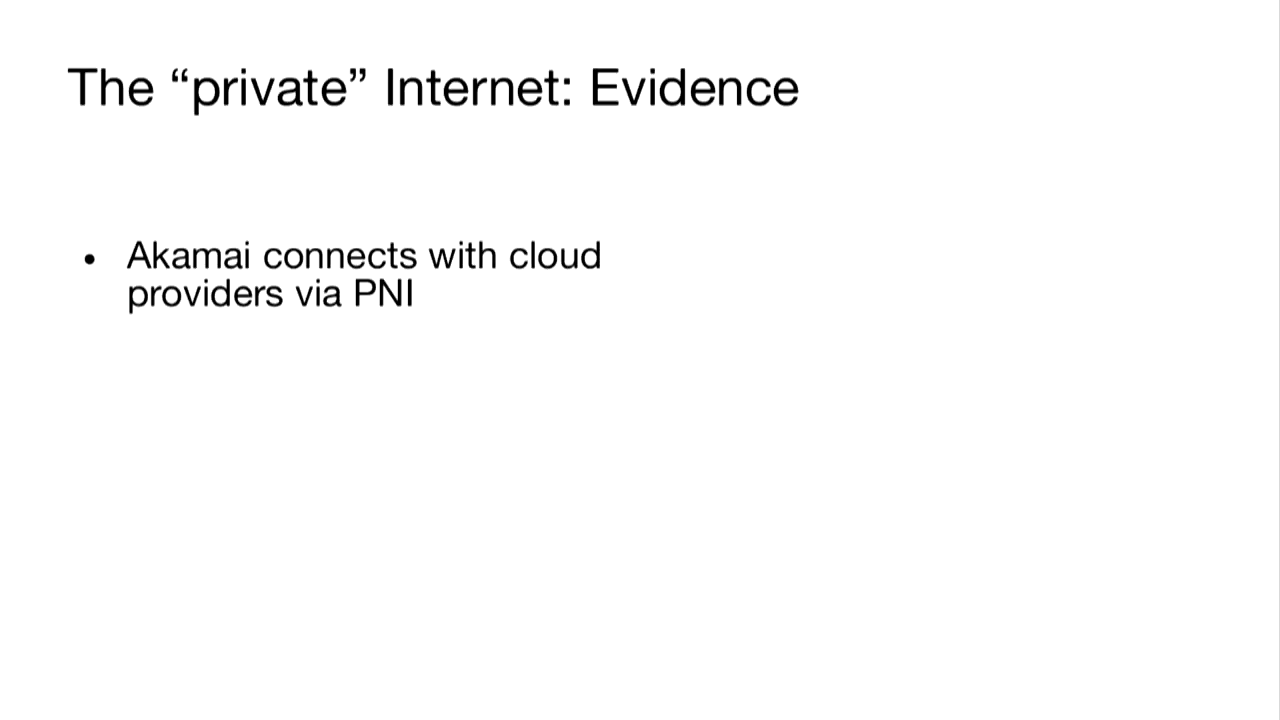 The “private” Internet: Evidence
• Akamai connects with cloud
providers via PNI